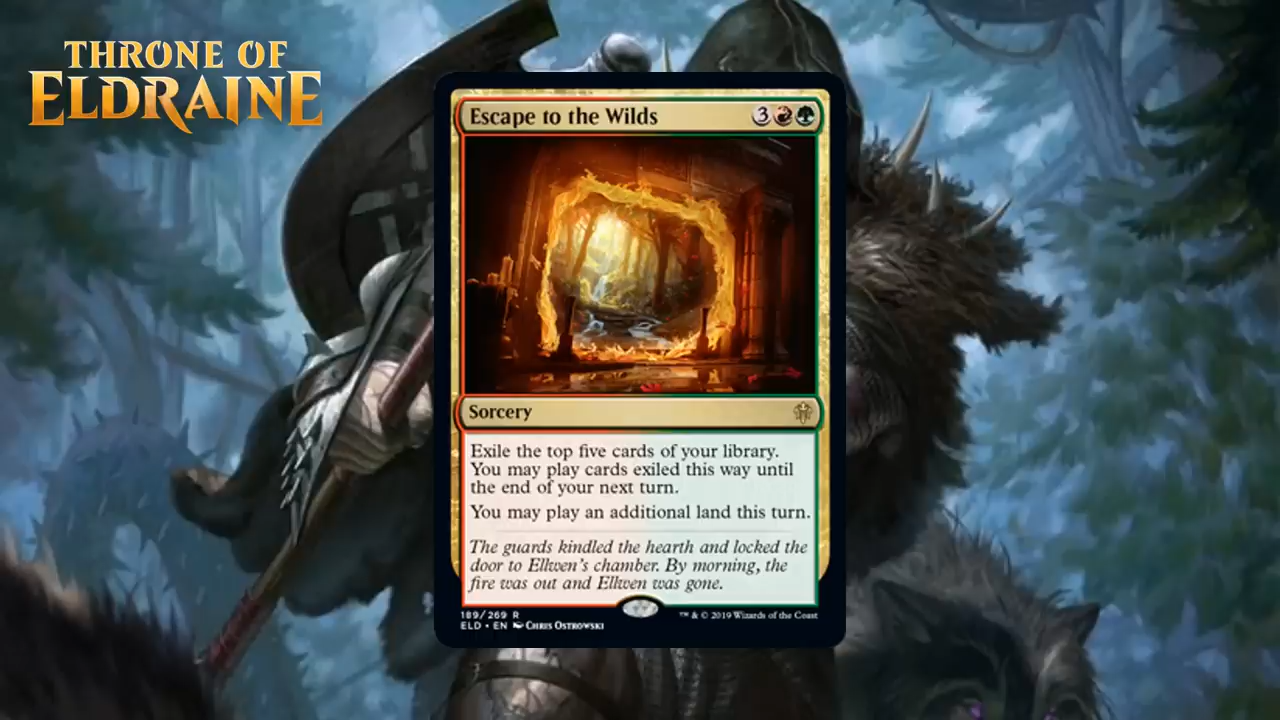 THRONE OF
ELDRAINE
Escape to the Wilds
3
Sorcery
Exile the top five cards of your library.
You may play cards exiled this way until
the end of your next turn.
You may play an additional land this turn.
The guards kindled the hearth and locked the
door to Elkwen's chamber. By morning, the
fire was out and Elkwen was gone.
189/269 R
ELD • EN Chris Ostrowski
™ & © 2019 Wizards of the Coast